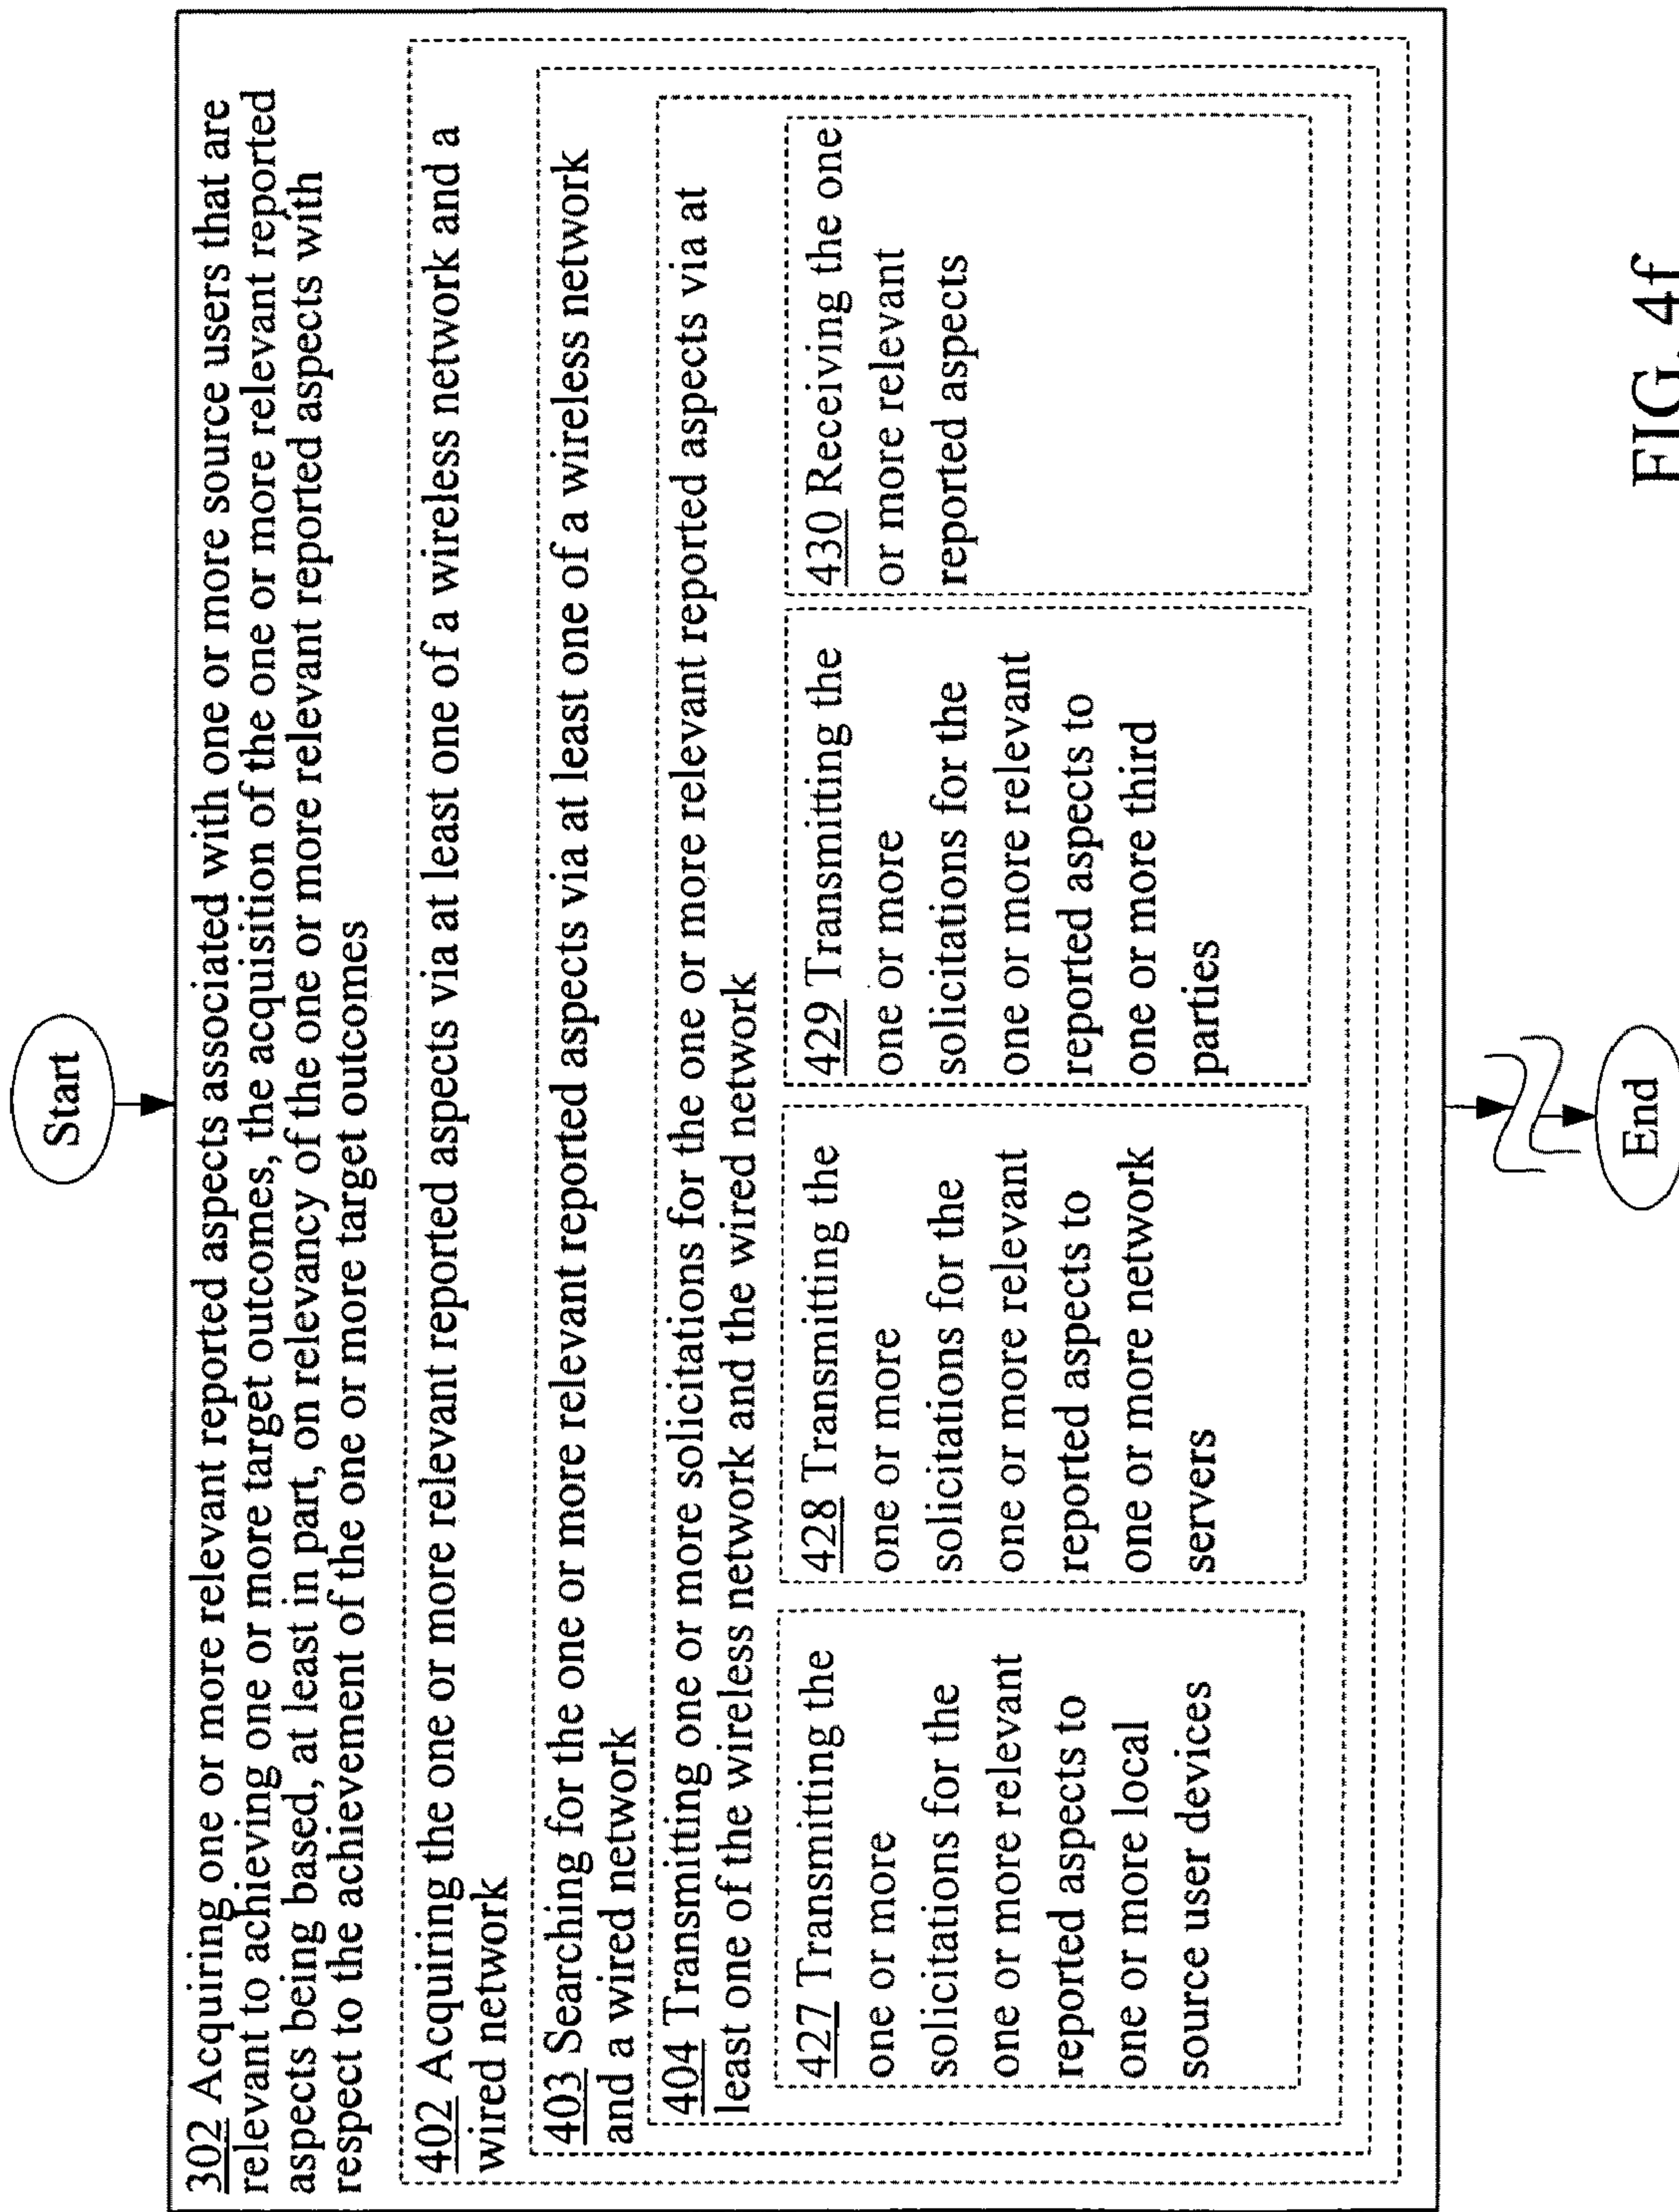 Start
302 Acquiring one or more relevant reported aspects associated with one or more source users that are
relevant to achieving one or more target outcomes, the acquisition of the one or more relevant reported
aspects being based, at least in part, on relevancy of the one or more relevant reported aspects with
respect to the achievement of the one or more target outcomes
402 Acquiring the one or more relevant reported aspects via at least one of a wireless network and a
wired network
403 Searching for the one or more relevant reported aspects via at least one of a wireless network
and a wired network
404 Transmitting one or more solicitations for the one or more relevant reported aspects via at
least one of the wireless network and the wired network
427 Transmitting the
one or more
solicitations for the
one or more relevant
reported aspects to
one or more local
source user devices
428 Transmitting the
one or more
solicitations for the
one or more relevant
reported aspects to
one or more network
servers
429 Transmitting the
one or more
solicitations for the
one or more relevant
reported aspects to
one or more third
parties
430 Receiving the one
or more relevant
reported aspects
End
FIG. 4f